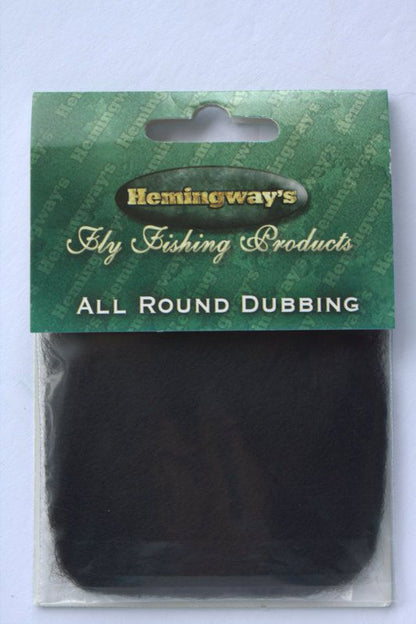 Hemingway's
Fly Fishing Products
ALL ROUND DUBBING